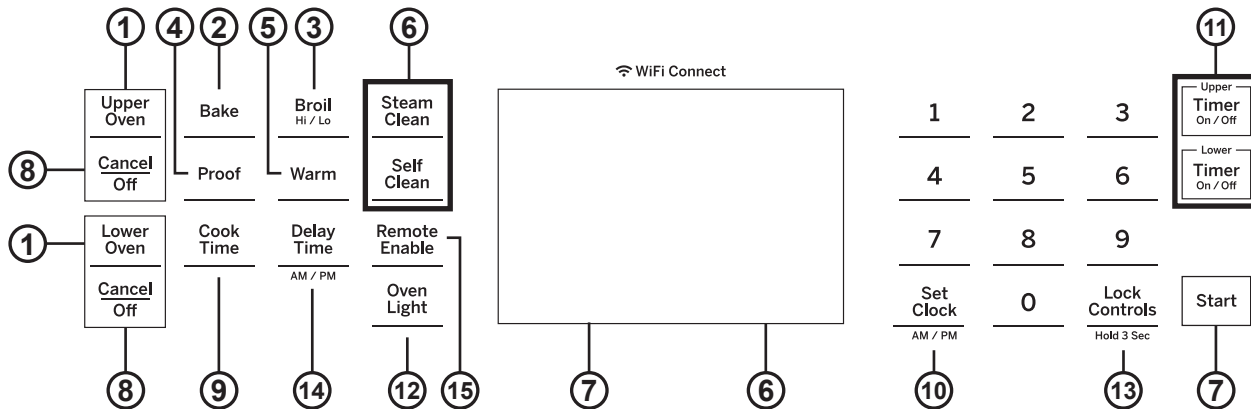 1 4 2 5 3 6 11
WiFi Connect
Upper
Oven
Bake
Broil
Hi / Lo
Steam
Clean
1 2 3
Upper
Timer
On / Off
8
Cancel
Off
Proof
Warm
Self
Clean
4 5 6
Lower
Timer
On / Off
1
Lower
Oven
Cook
Time
Delay
Time
AM / PM
Remote
Enable
7 8 9
Cancel
Off
Oven
Light
Set
Clock
AM / PM
0
Lock
Controls
Hold 3 Sec
Start
8 9 14 12 15 7 6 10 13 7